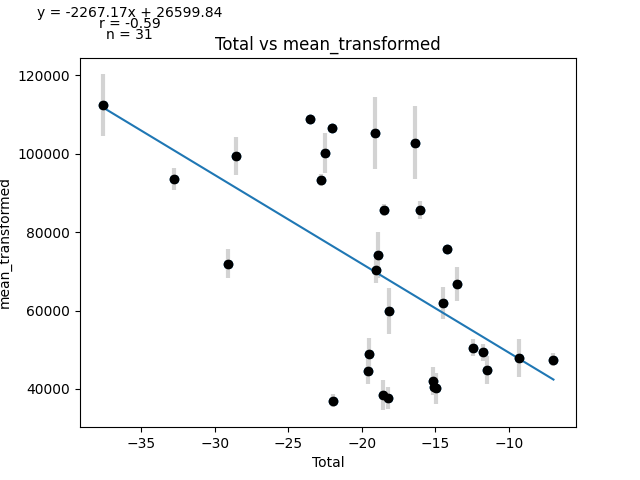 y = -2267.17x + 26599.84
r = -0.59
n = 31
Total vs mean_transformed
120000
100000
80000
60000
40000
mean_transformed
−35
−30
−25
−20
−15
−10
Total